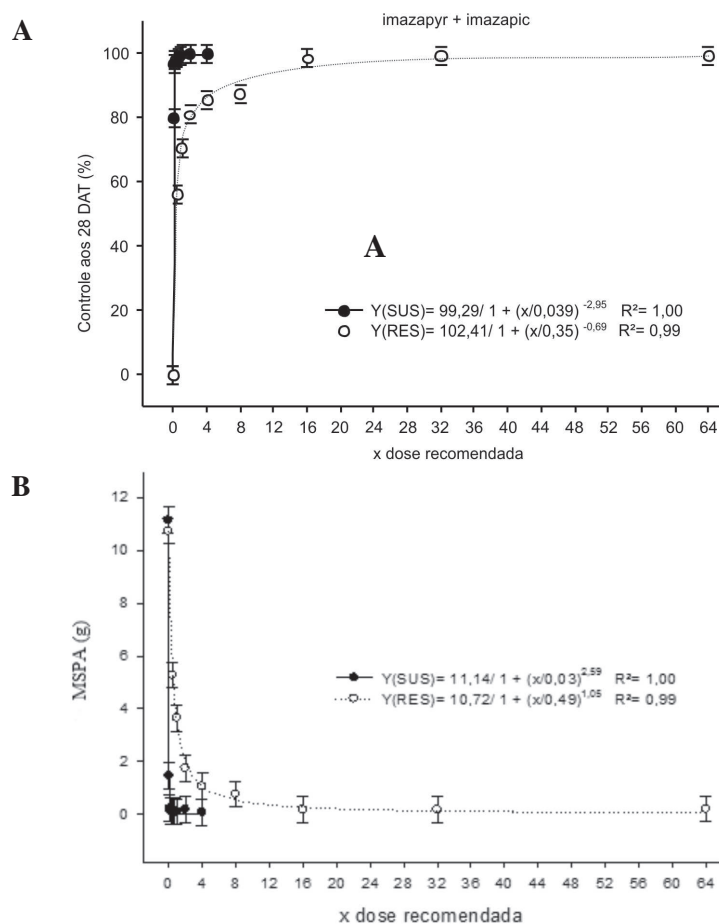 A
imazapyr + imazapic
100
80
60
40
20
0
Controle aos 28 DAT (%)
A
Y(SUS)= 99,29/ 1 + (x/0,039) -2,95 R²= 1,00
Y(RES)= 102,41/ 1 + (x/0,35) -0,69 R²= 0,99
0 4 8 12 16 20 24 28 32 36 40 44 48 52 56 60 64
x dose recomendada
B
12
10
8
6
4
2
0
MSPA (g)
Y(SUS)= 11,14/ 1 + (x/0,03)2,59 R²= 1,00
Y(RES)= 10,72/ 1 + (x/0,49)1,05 R²= 0,99
0 4 8 12 16 20 24 28 32 36 40 44 48 52 56 60 64
x dose recomendada